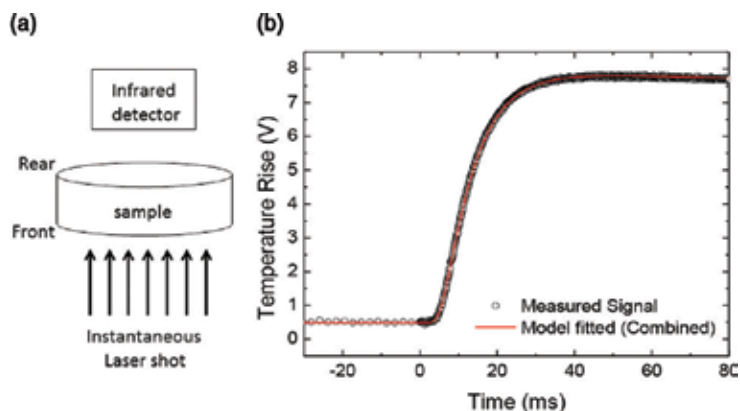 (a)
Infrared
detector
Rear
sample
Front
Instantaneous
Laser shot
(b)
Temperature Rise (V)
8
7
6
5
4
3
2
1
0
Measured Signal
Model fitted (Combined)
-20
0
20
40
60
80
Time (ms)